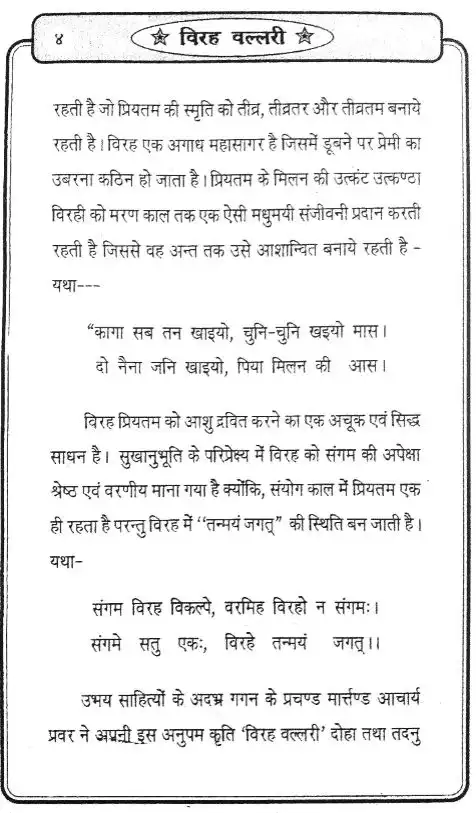 ४
☆ विरह वल्लरी ☆
रहती है जो प्रियतम की स्मृति को तीव्र, तीव्रतर और तीव्रतम बनाये
रहती है। विरह एक अगाध महासागर है जिसमें डूबने पर प्रेमी का
उबरना कठिन हो जाता है। प्रियतम के मिलन की उत्कंट उत्कण्ठा
विरही को मरण काल तक एक ऐसी मधुमयी संजीवनी प्रदान करती
रहती है जिससे वह अन्त तक उसे आशान्वित बनाये रहती है -
यथा---
“कागा सब तन खाइयो, चुनि-चुनि खइयो मास।
दो नैना जनि खाइयो, पिया मिलन की आस।
विरह प्रियतम को आशु द्रवित करने का एक अचूक एवं सिद्ध
साधन है। सुखानुभूति के परिप्रेक्ष्य में विरह को संगम की अपेक्षा
श्रेष्ठ एवं वरणीय माना गया है क्योंकि, संयोग काल में प्रियतम एक
ही रहता है परन्तु विरह में ‘‘तन्मयं जगत्” की स्थिति बन जाती है।
यथा-
संगम विरह विकल्पे, वरमिह विरहो न संगमः।
संगमे सतु एकः, विरहे तन्मयं जगत्।।
उभय साहित्यों के अदभ्र गगन के प्रचण्ड मार्त्तण्ड आचार्य
प्रवर ने अपनी इस अनुपम कृति ‘विरह वल्लरी’ दोहा तथा तदनु